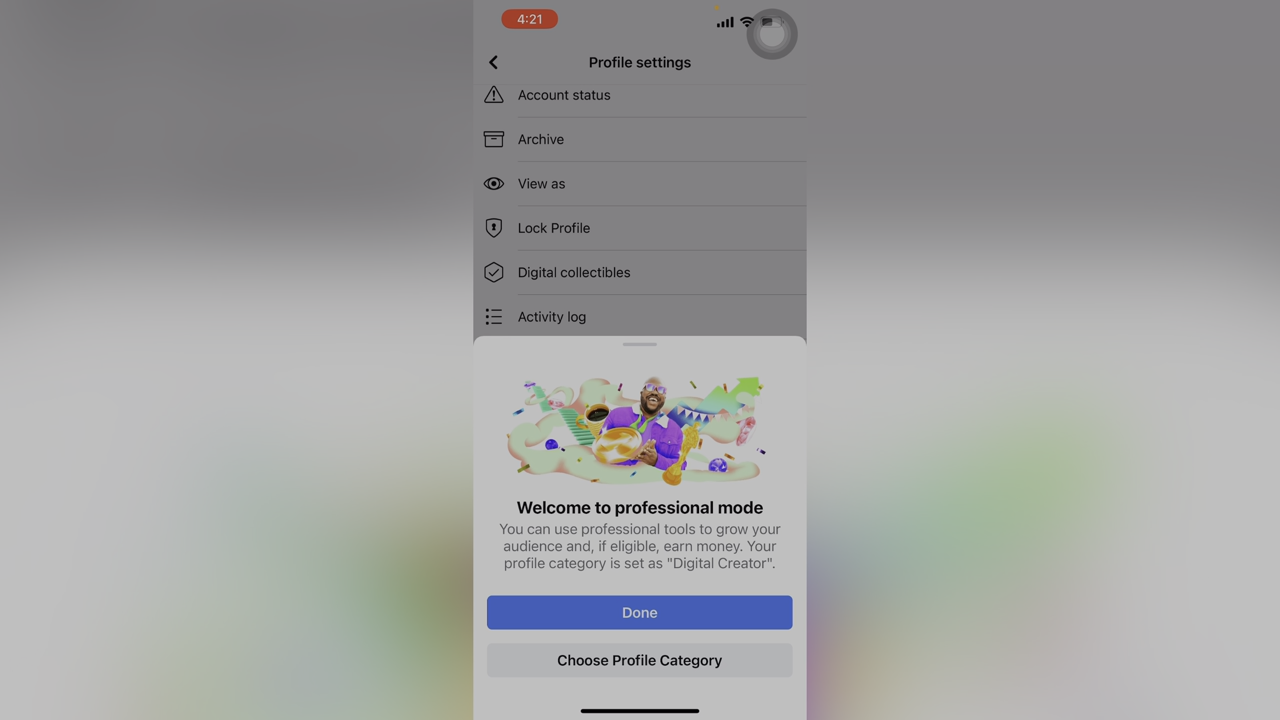 4:21
Profile settings
Account status
Archive
View as
Lock Profile
Digital collectibles
Activity log
Welcome to professional mode
You can use professional tools to grow your
audience and, if eligible, earn money. Your
profile category is set as "Digital Creator".
Done
Choose Profile Category